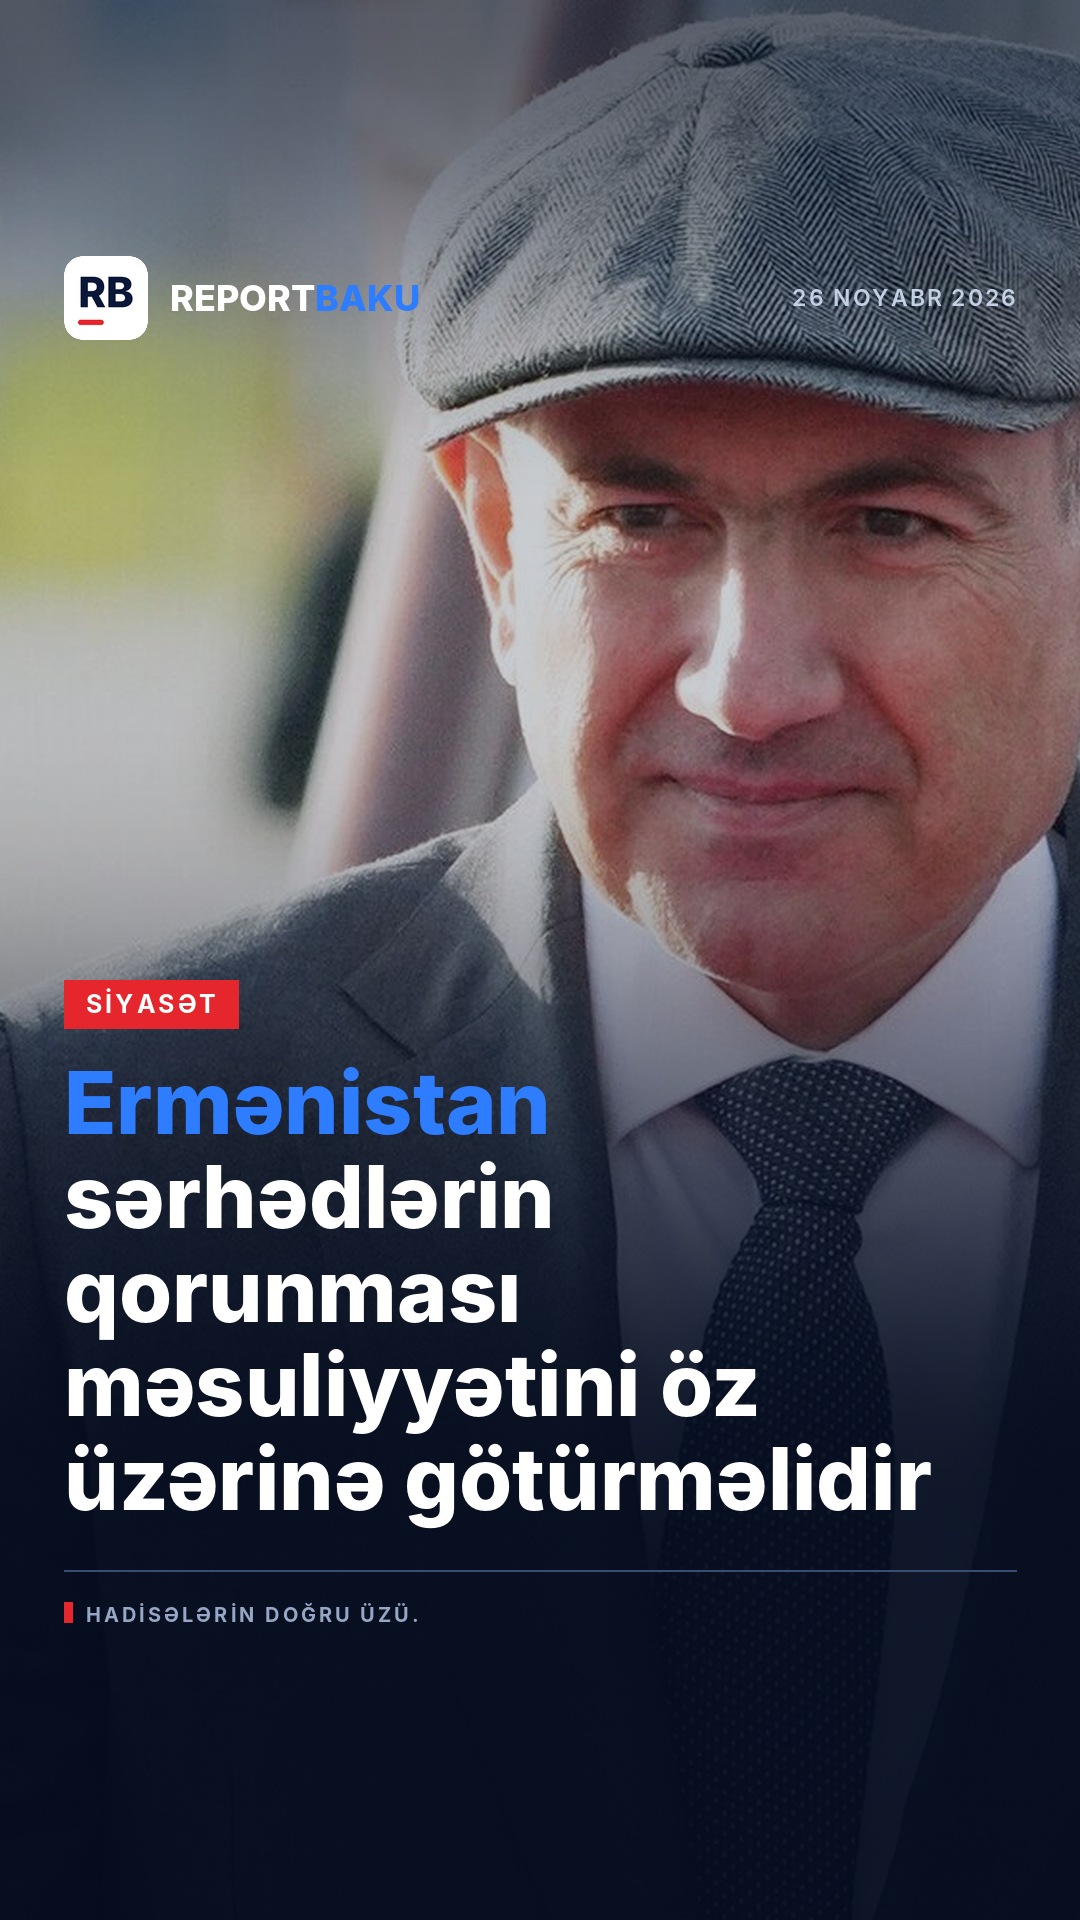 RB
REPORTBAKU
26 NOYABR 2026
SİYASƏT
Ermənistan
sərhədlərin
qorunması
məsuliyyətini öz
üzərinə götürməlidir
HADİSƏLƏRİN DOĞRU ÜZÜ.